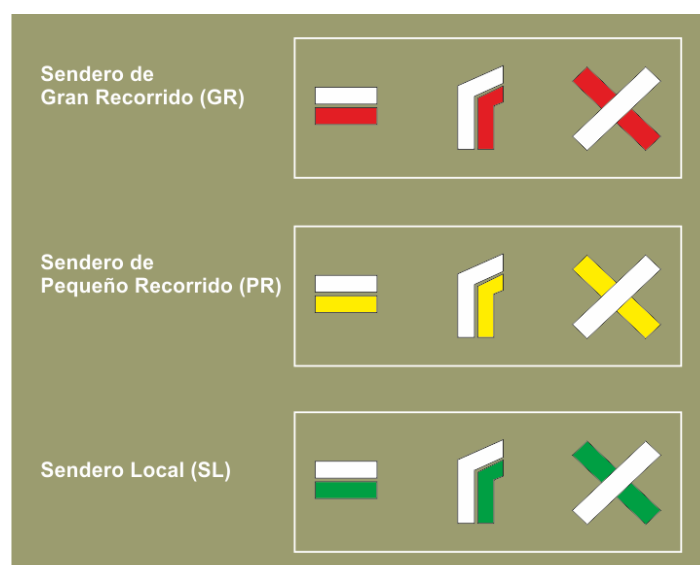 Sendero de
Gran Recorrido (GR)
Sendero de
Pequeño Recorrido (PR)
Sendero Local (SL)